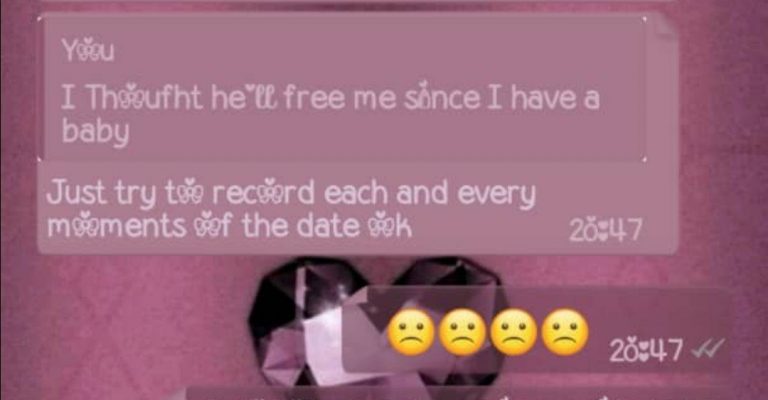 You
I Thoufht he'll free me since I have a
baby
Just try to record each and every
moments of the date ok
20:47
😕😕😕😕
20:47